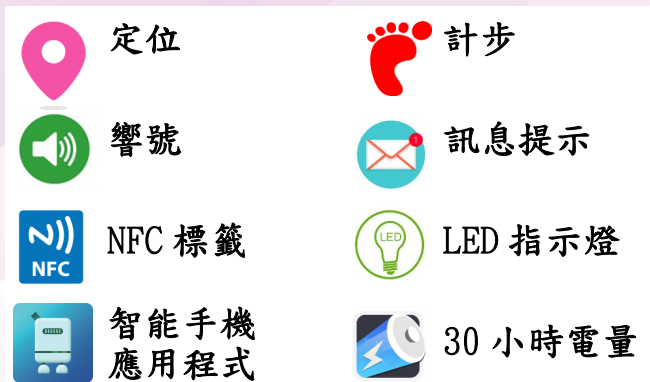 定位
計步
響號
訊息提示
1
NFC
NFC 標籤
LED
LED 指示燈
智能手機
應用程式
30 小時電量